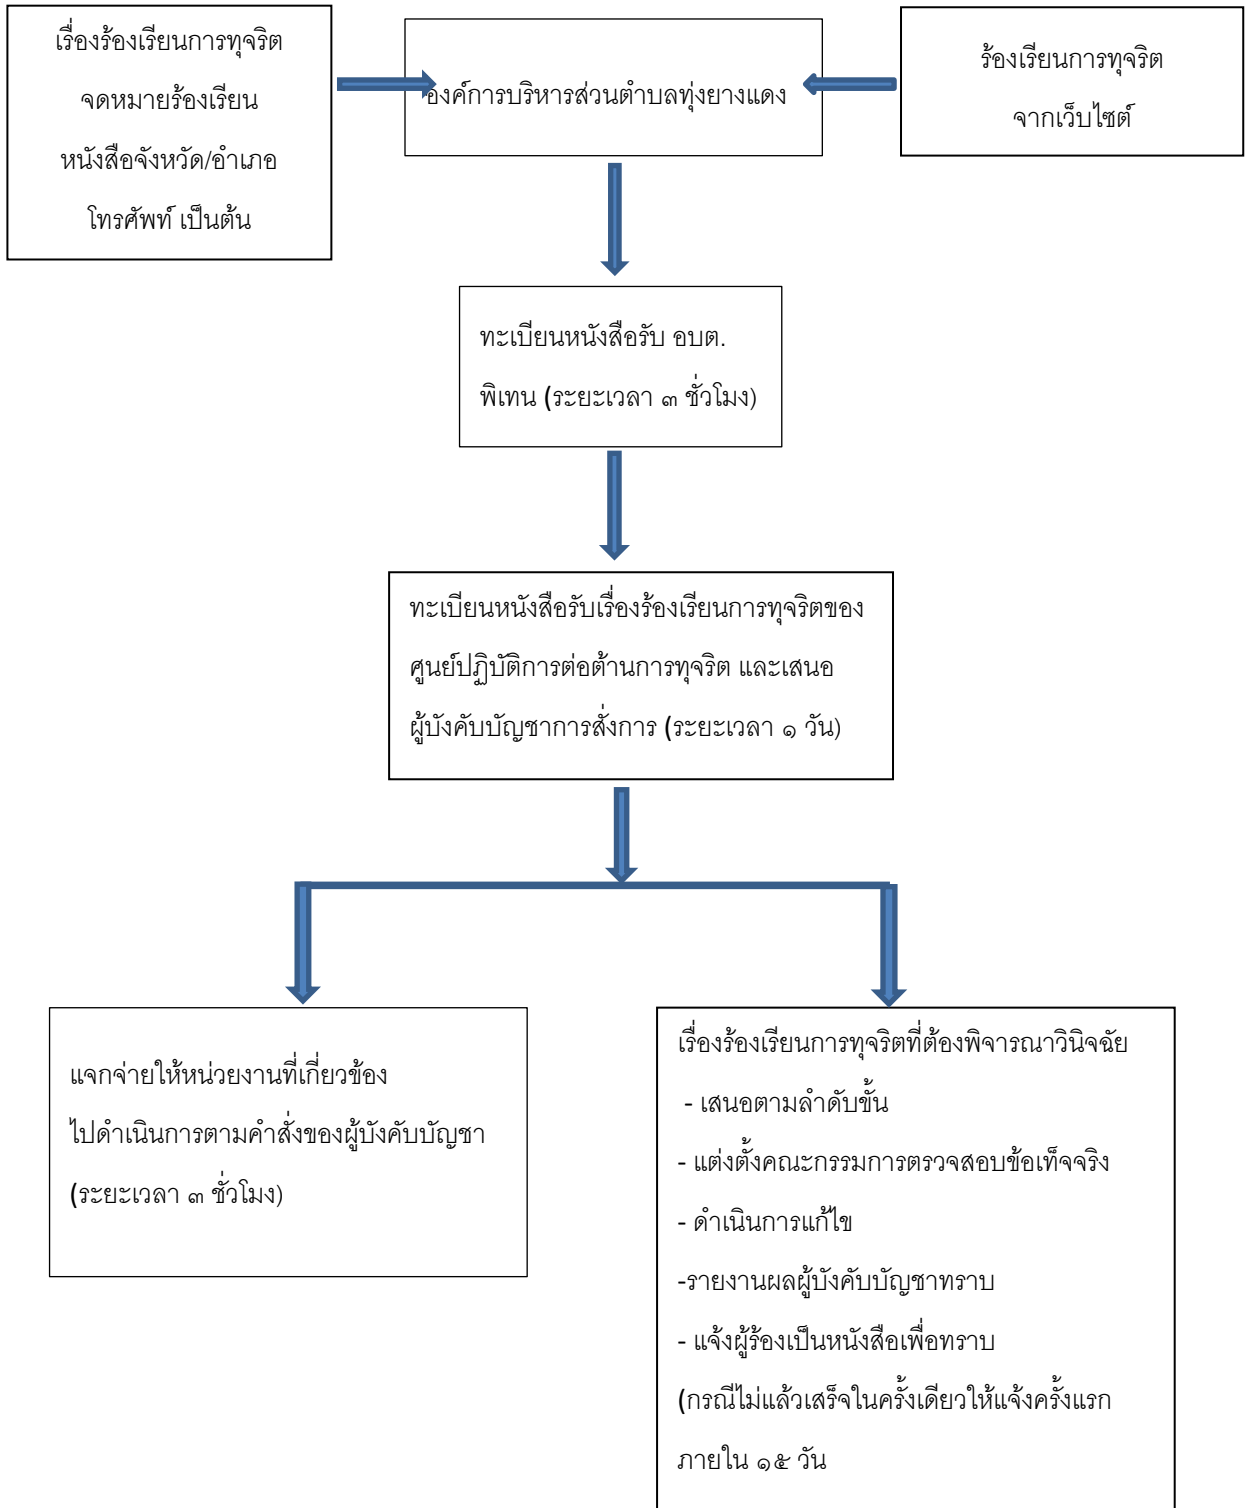 เรื่องร้องเรียนการทุจริต
จดหมายร้องเรียน
หนังสือจังหวัด/อำเภอ
โทรศัพท์ เป็นต้น
องค์การบริหารส่วนตำบลทุ่งยางแดง
ร้องเรียนการทุจริต
จากเว็บไซต์
ทะเบียนหนังสือรับ อบต.
พิเทน (ระยะเวลา ๓ ชั่วโมง)
ทะเบียนหนังสือรับเรื่องร้องเรียนการทุจริตของ
ศูนย์ปฏิบัติการต่อต้านการทุจริต และเสนอ
ผู้บังคับบัญชาการสั่งการ (ระยะเวลา ๑ วัน)
แจกจ่ายให้หน่วยงานที่เกี่ยวข้อง
ไปดำเนินการตามคำสั่งของผู้บังคับบัญชา
(ระยะเวลา ๓ ชั่วโมง)
เรื่องร้องเรียนการทุจริตที่ต้องพิจารณาวินิจฉัย
- เสนอตามลำดับขั้น
- แต่งตั้งคณะกรรมการตรวจสอบข้อเท็จจริง
- ดำเนินการแก้ไข
-รายงานผลผู้บังคับบัญชาทราบ
- แจ้งผู้ร้องเป็นหนังสือเพื่อทราบ
(กรณีไม่แล้วเสร็จในครั้งเดียวให้แจ้งครั้งแรก
ภายใน ๑๕ วัน